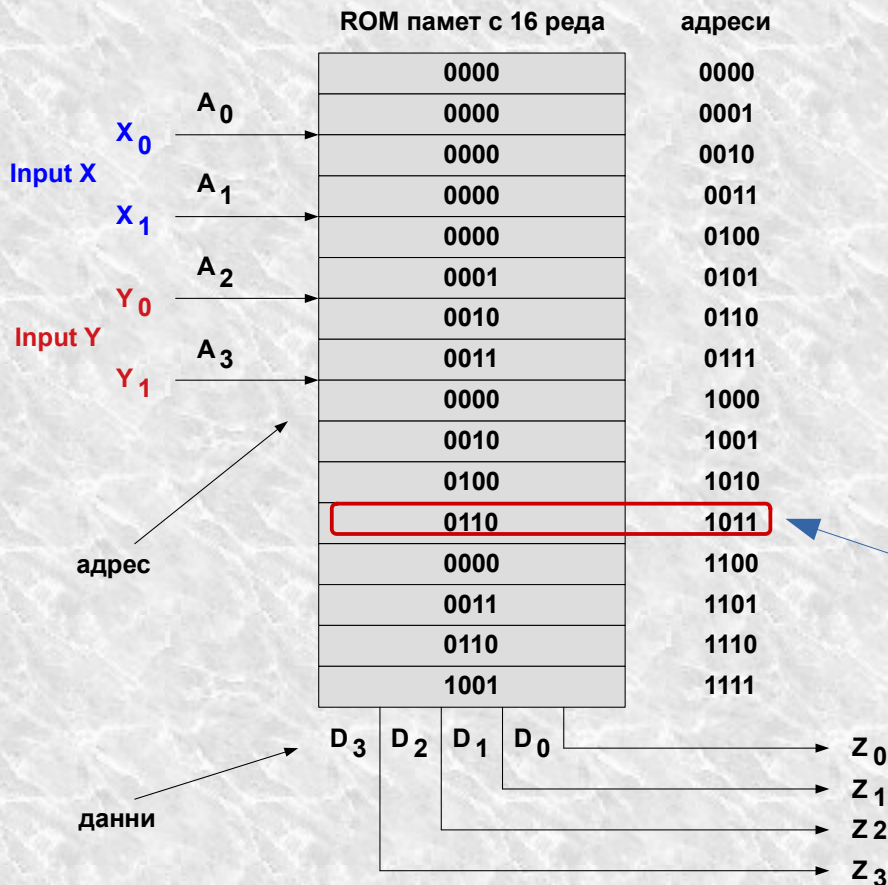 ROM памет с 16 реда адреси
0000 0000
A0 0000 0001
X0 0000 0010
Input X
A1 0000 0011
X1 0000 0100
A2 0001 0101
Y0 0010 0110
Input Y
A3 0011 0111
Y1 0000 1000
0010 1001
0100 1010
0110 1011
адрес 0000 1100
0011 1101
0110 1110
1001 1111
D3 D2 D1 D0 Z0
Z1
данни Z2
Z3